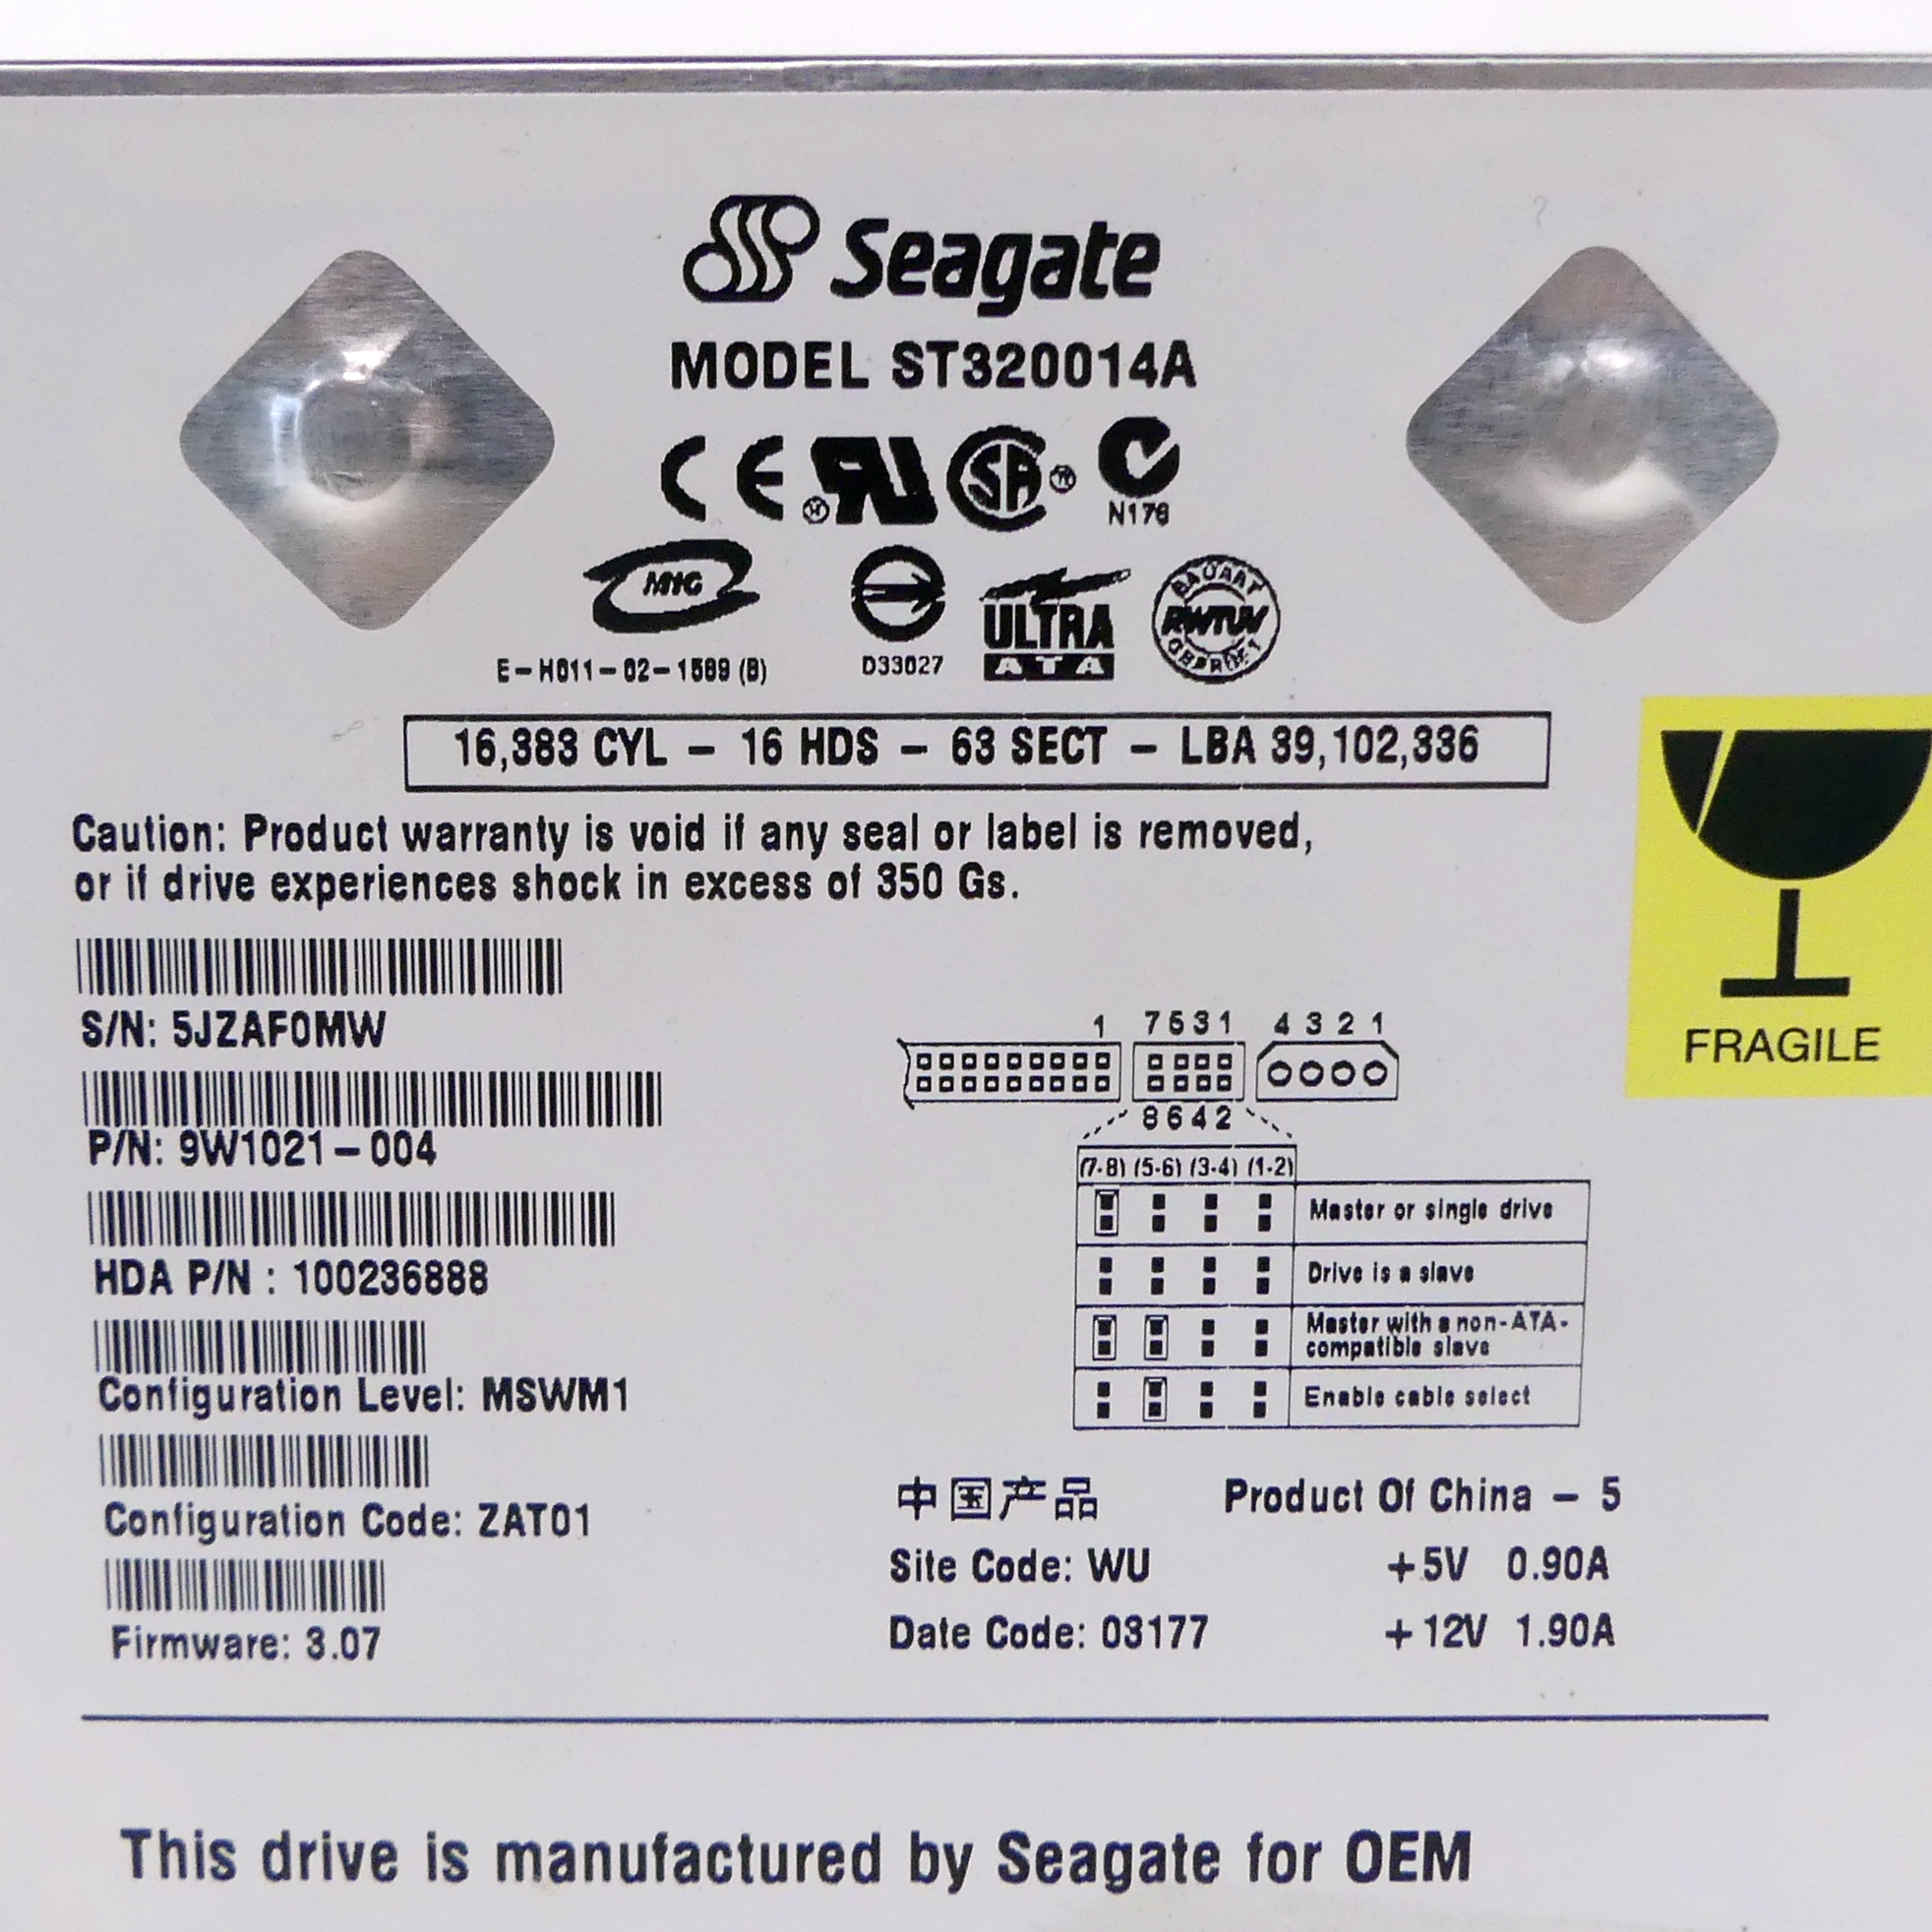 Seagate
MODEL ST320014A
N176
MIC
E-H011-02-1589 (B)
D33027
ULTRA
ATA
BAUART
RWTUV
GEPRÜFT
16,383 CYL – 16 HDS – 63 SECT – LBA 39,102,336
Caution: Product warranty is void if any seal or label is removed,
or if drive experiences shock in excess of 350 Gs.
S/N: 5JZAF0MW
P/N: 9W1021-004
HDA P/N : 100236888
Configuration Level: MSWM1
Configuration Code: ZAT01
Firmware: 3.07
1 7531 4321
8642
(7-8) (5-6) (3-4) (1-2)
Master or single drive
Drive is a slave
Master with a non-ATA-
compatible slave
Enable cable select
中国产品 Product Of China – 5
Site Code: WU +5V 0.90A
Date Code: 03177 +12V 1.90A
FRAGILE
This drive is manufactured by Seagate for OEM